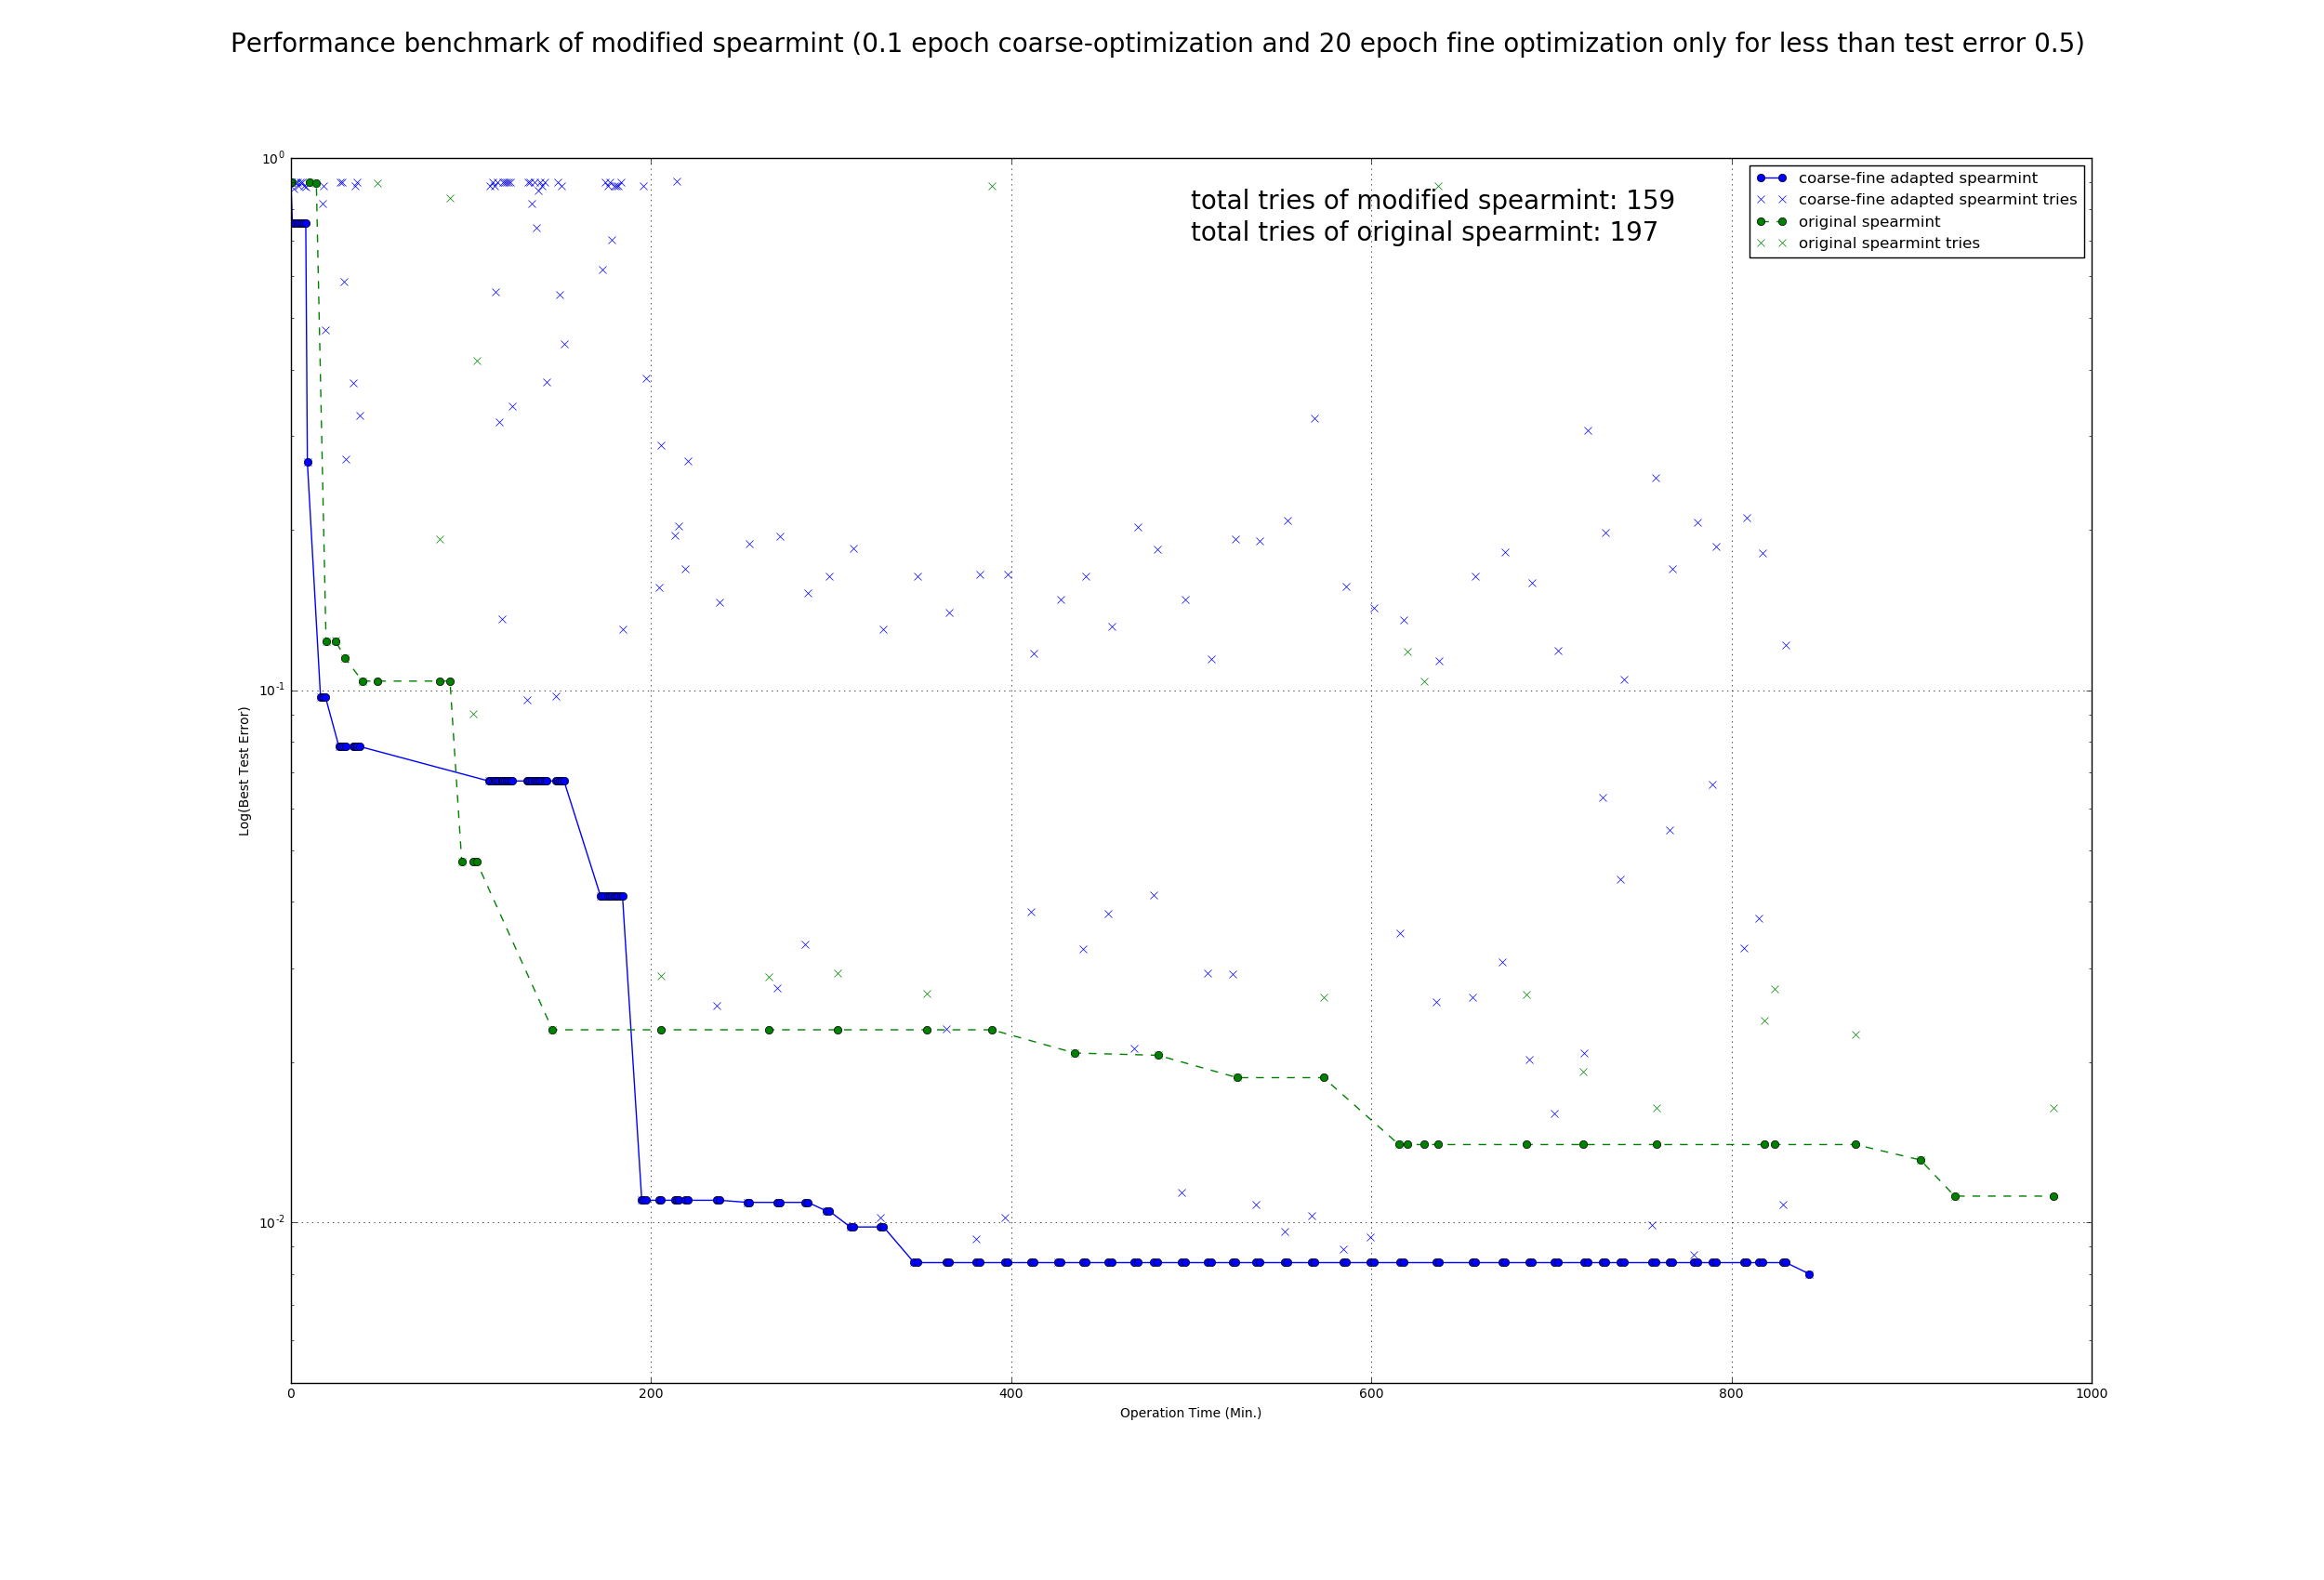 Performance benchmark of modified spearmint (0.1 epoch coarse-optimization and 20 epoch fine optimization only for less than test error 0.5)
10^0
10^-1
10^-2
Log(Best Test Error)
total tries of modified spearmint: 159
total tries of original spearmint: 197
coarse-fine adapted spearmint
coarse-fine adapted spearmint tries
original spearmint
original spearmint tries
0 200 400 600 800 1000
Operation Time (Min.)